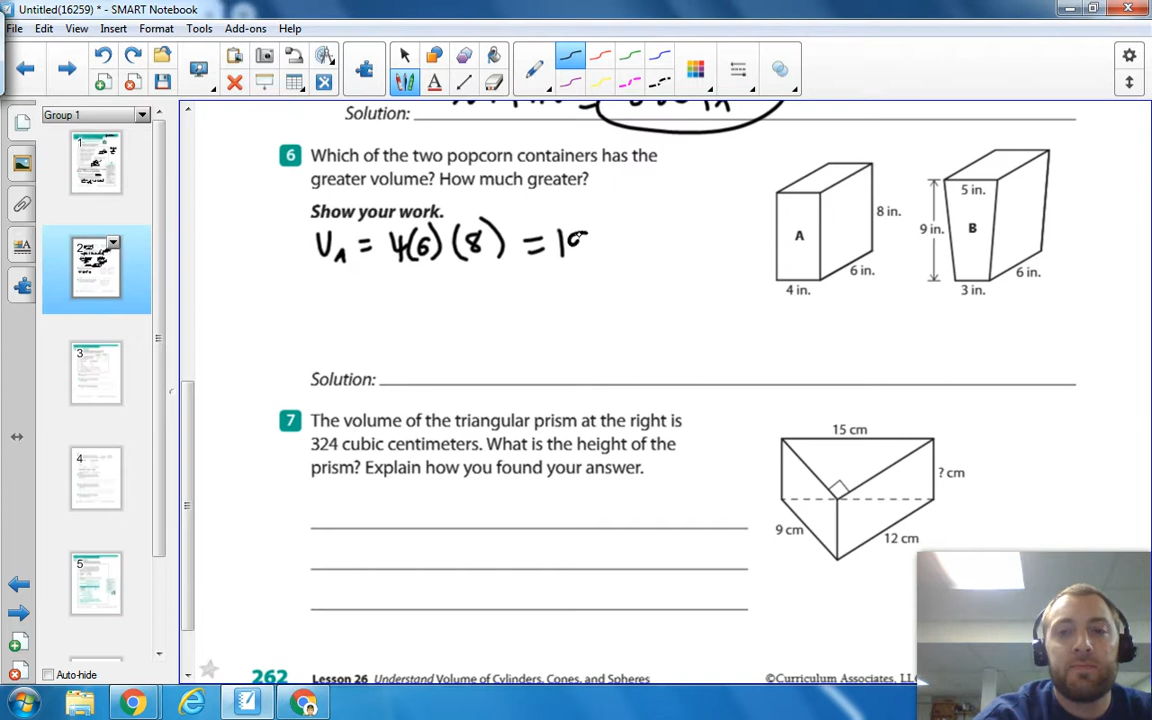 Untitled(16259) * - SMART Notebook
File Edit View Insert Format Tools Add-ons Help
Group 1
1
2
3
4
5
Auto-hide
Solution:
6 Which of the two popcorn containers has the
greater volume? How much greater?
Show your work.
= 4(6)(8) =
A
8 in.
6 in.
4 in.
5 in.
9 in.
B
6 in.
3 in.
Solution:
7 The volume of the triangular prism at the right is
324 cubic centimeters. What is the height of the
prism? Explain how you found your answer.
15 cm
? cm
9 cm
12 cm
262 Lesson 26 Understand Volume of Cylinders, Cones, and Spheres
©Curriculum Associates,